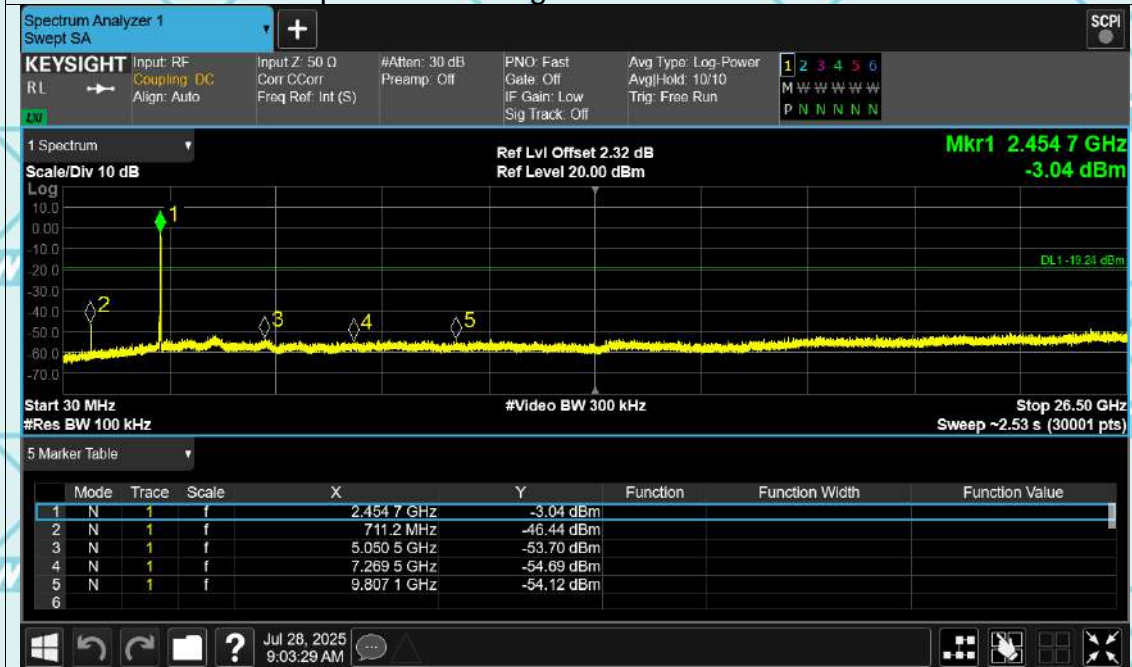 Spectrum Analyzer 1
Swept SA
+
SCPI
KEYSIGHT
RL
LXI
Input: RF
Coupling: DC
Align: Auto
Input Z: 50 Ω
Corr CCorr
Freq Ref: Int (S)
#Atten: 30 dB
Preamp: Off
PNO: Fast
Gate: Off
IF Gain: Low
Sig Track: Off
Avg Type: Log-Power
Avg|Hold: 10/10
Trig: Free Run
1 2 3 4 5 6
M W W W W W
P N N N N N
1 Spectrum
Scale/Div 10 dB
Ref Lvl Offset 2.32 dB
Ref Level 20.00 dBm
Mkr1 2.454 7 GHz
-3.04 dBm
Log
10.0
0.00
-10.0
-20.0
-30.0
-40.0
-50.0
-60.0
-70.0
1
2
3
4
5
DL1 -19.24 dBm
Start 30 MHz
#Res BW 100 kHz
#Video BW 300 kHz
Stop 26.50 GHz
Sweep ~2.53 s (30001 pts)
5 Marker Table
Mode Trace Scale X Y Function Function Width Function Value
1 N 1 f 2.454 7 GHz -3.04 dBm
2 N 1 f 711.2 MHz -46.44 dBm
3 N 1 f 5.050 5 GHz -53.70 dBm
4 N 1 f 7.269 5 GHz -54.69 dBm
5 N 1 f 9.807 1 GHz -54.12 dBm
6
?
Jul 28, 2025
9:03:29 AM